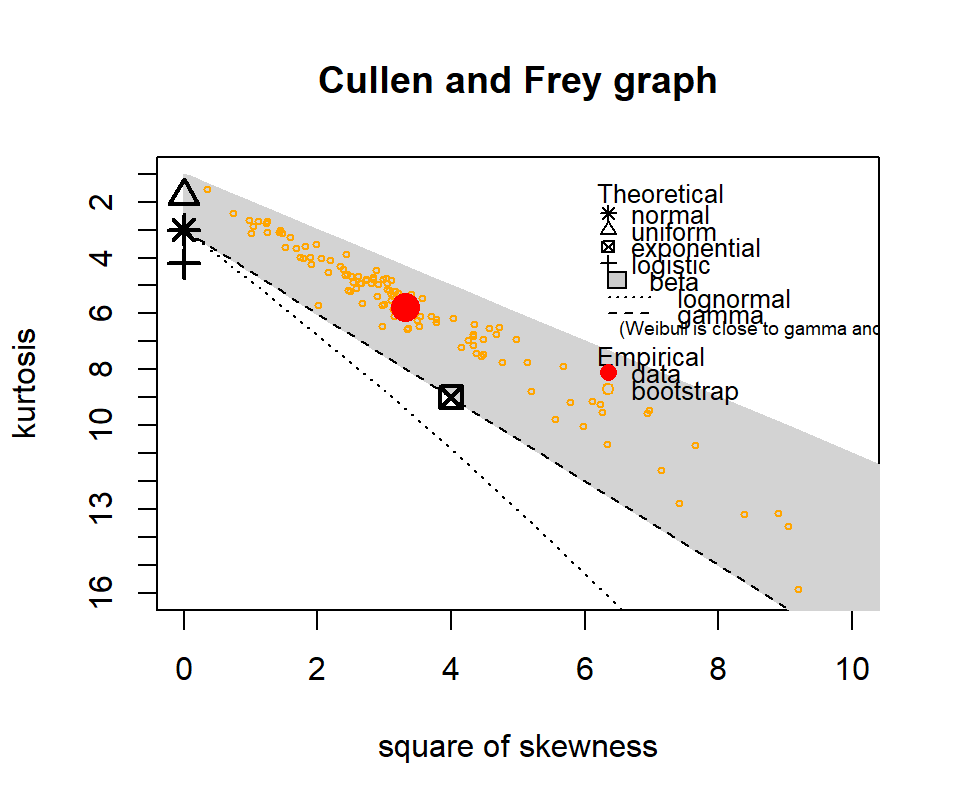 Cullen and Frey graph
kurtosis
2
4
6
8
10
13
16
Theoretical
normal
uniform
exponential
logistic
beta
lognormal
gamma
(Weibull is close to gamma and
Empirical
data
bootstrap
0 2 4 6 8 10
square of skewness